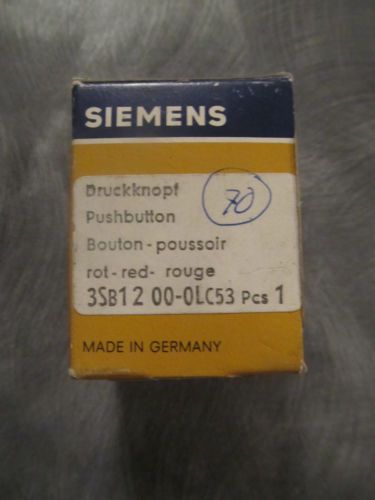 SIEMENS
Druckknopf 70
Pushbutton
Bouton-poussoir
rot-red-rouge
3SB12 00-0LC53 Pcs 1
MADE IN GERMANY